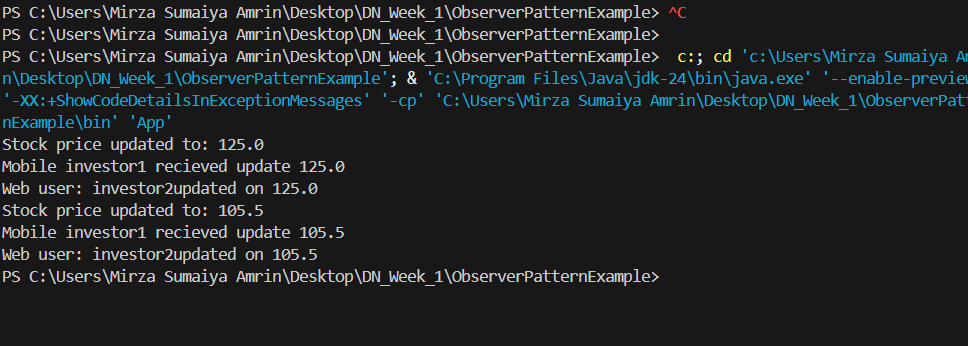 PS C:\Users\Mirza Sumaiya Amrin\Desktop\DN_Week_1\ObserverPatternExample> ^C
PS C:\Users\Mirza Sumaiya Amrin\Desktop\DN_Week_1\ObserverPatternExample>
PS C:\Users\Mirza Sumaiya Amrin\Desktop\DN_Week_1\ObserverPatternExample>  c:; cd 'c:\Users\Mirza Sumaiya Am
n\Desktop\DN_Week_1\ObserverPatternExample'; & 'C:\Program Files\Java\jdk-24\bin\java.exe' '--enable-preview
'-XX:+ShowCodeDetailsInExceptionMessages' '-cp' 'C:\Users\Mirza Sumaiya Amrin\Desktop\DN_Week_1\ObserverPatt
nExample\bin' 'App'
Stock price updated to: 125.0
Mobile investor1 recieved update 125.0
Web user: investor2updated on 125.0
Stock price updated to: 105.5
Mobile investor1 recieved update 105.5
Web user: investor2updated on 105.5
PS C:\Users\Mirza Sumaiya Amrin\Desktop\DN_Week_1\ObserverPatternExample>